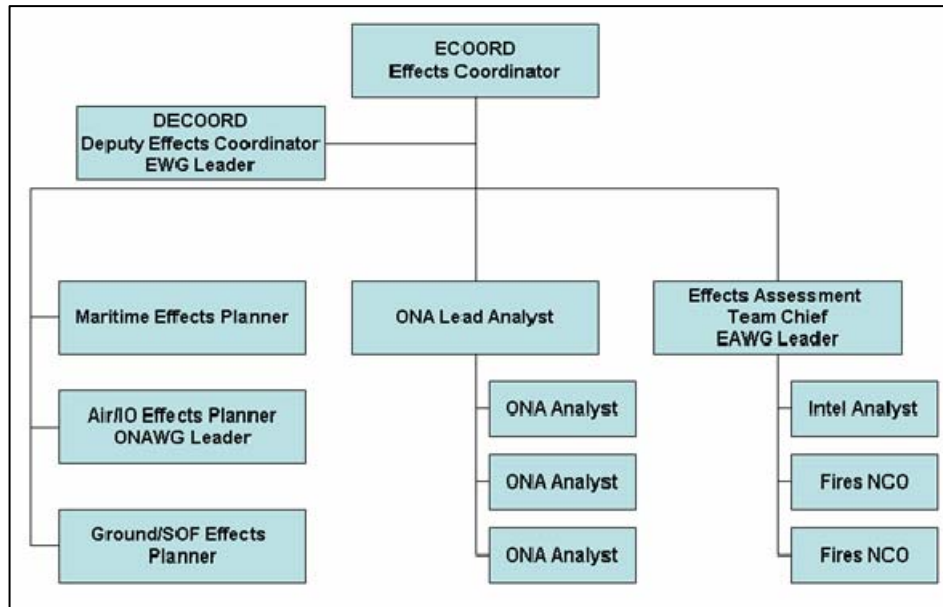 ECOORD
Effects Coordinator
DECOORD
Deputy Effects Coordinator
EWG Leader
Maritime Effects Planner
ONA Lead Analyst
Effects Assessment
Team Chief
EAWG Leader
Air/IO Effects Planner
ONAWG Leader
ONA Analyst
Intel Analyst
ONA Analyst
Fires NCO
Ground/SOF Effects
Planner
ONA Analyst
Fires NCO